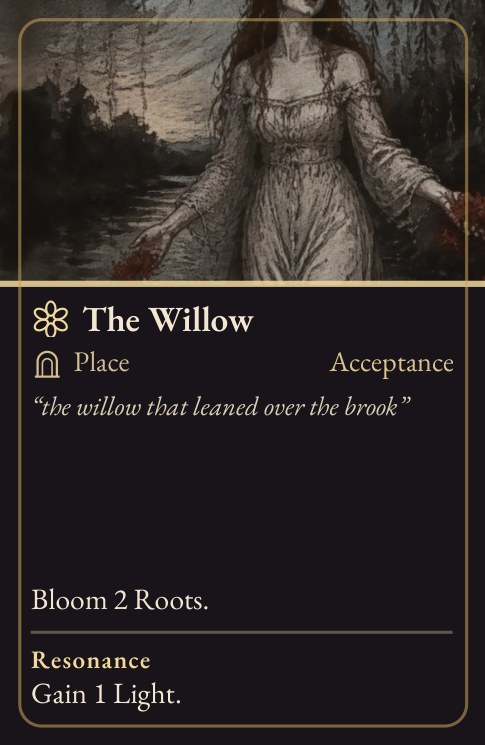 The Willow
Place Acceptance
“the willow that leaned over the brook”
Bloom 2 Roots.
Resonance
Gain 1 Light.